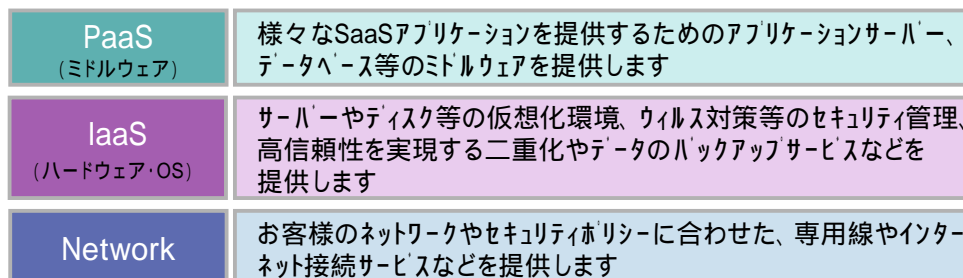 PaaS
(ミドルウェア)
様々なSaaSアプリケーションを提供するためのアプリケーションサーバー、
データベース等のミドルウェアを提供します
IaaS
(ハードウェア・OS)
サーバーやディスク等の仮想化環境、ウィルス対策等のセキュリティ管理、
高信頼性を実現する二重化やデータのバックアップサービスなどを
提供します
Network
お客様のネットワークやセキュリティポリシーに合わせた、専用線やインター
ネット接続サービスなどを提供します